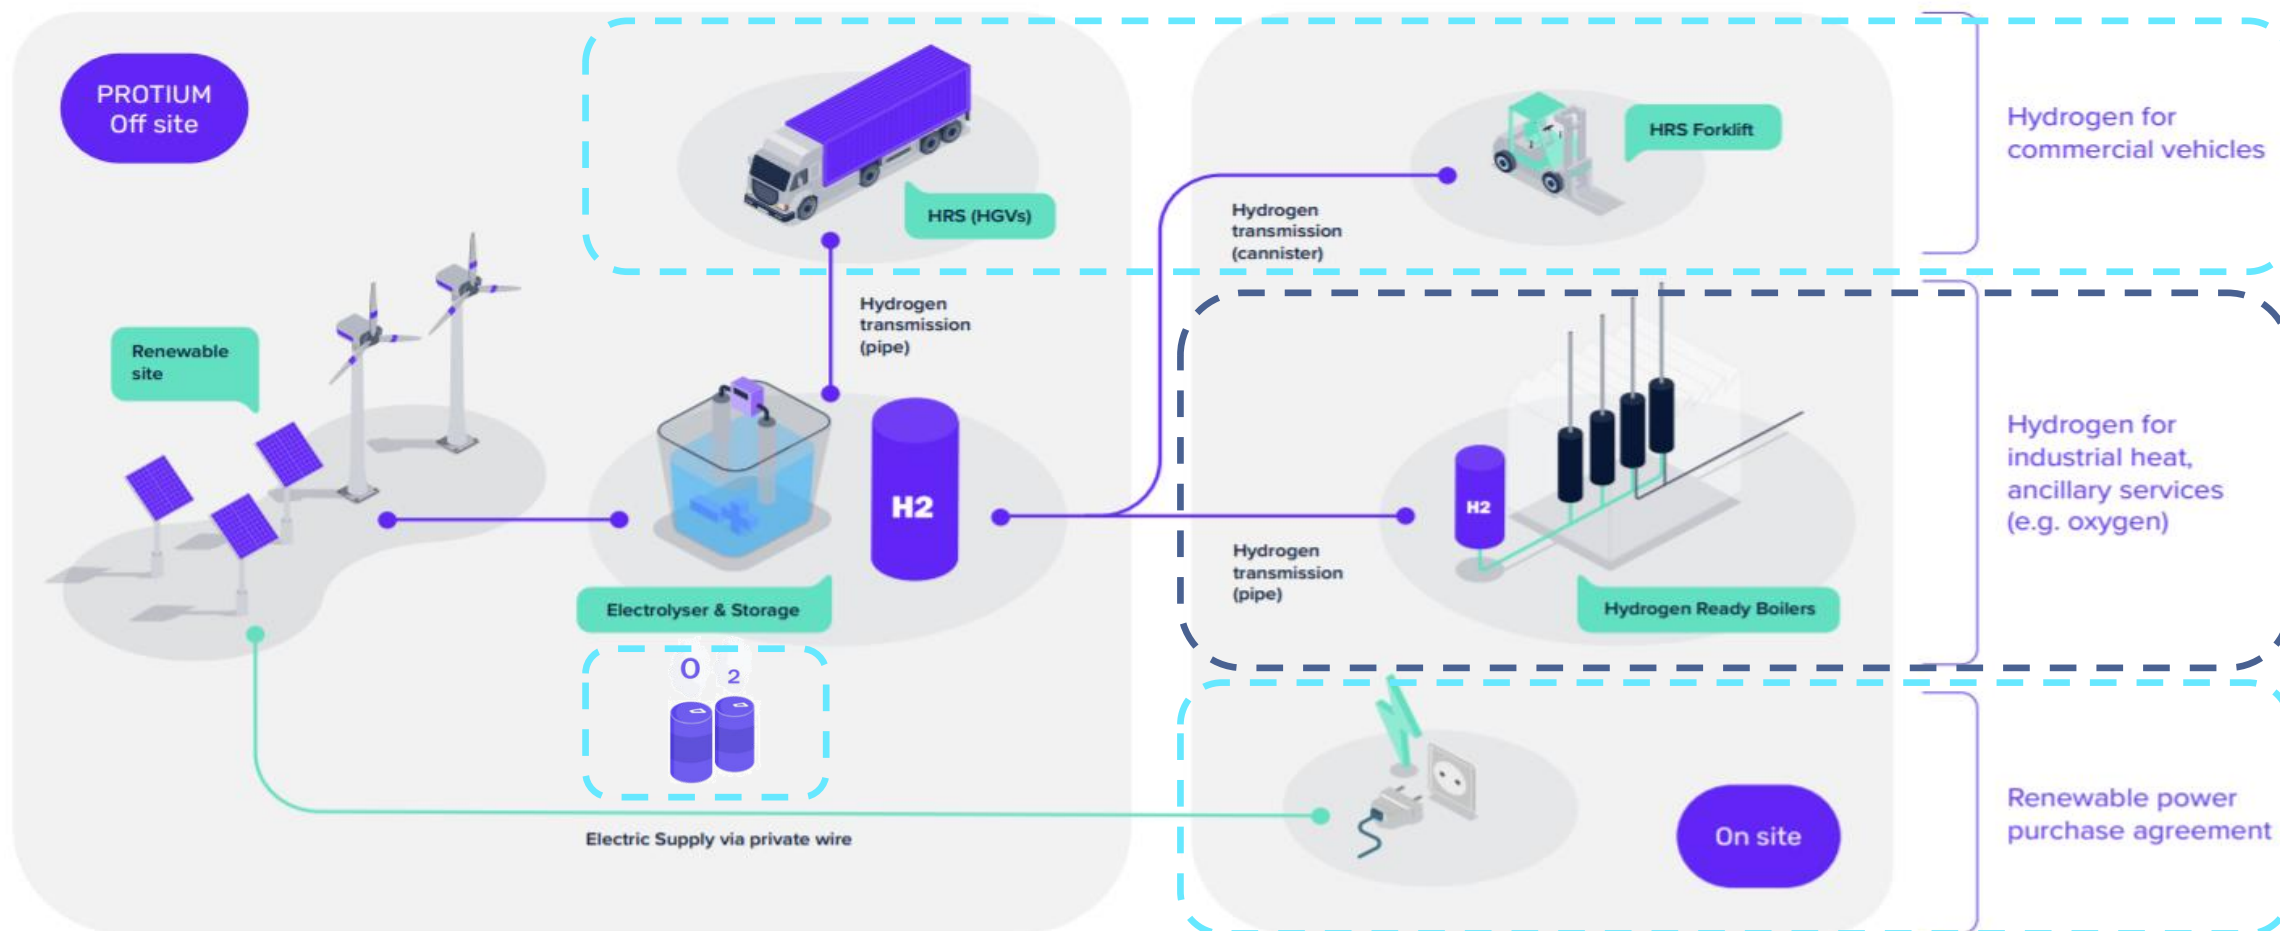 PROTIUM
Off site
HRS (HGVs)
HRS Forklift
Hydrogen for
commercial vehicles
Hydrogen
transmission
(cannister)
Hydrogen
transmission
(pipe)
Renewable
site
H2
Electrolyser & Storage
Hydrogen
transmission
(pipe)
H2
Hydrogen Ready Boilers
Hydrogen for
industrial heat,
ancillary services
(e.g. oxygen)
O 2
Electric Supply via private wire
On site
Renewable power
purchase agreement